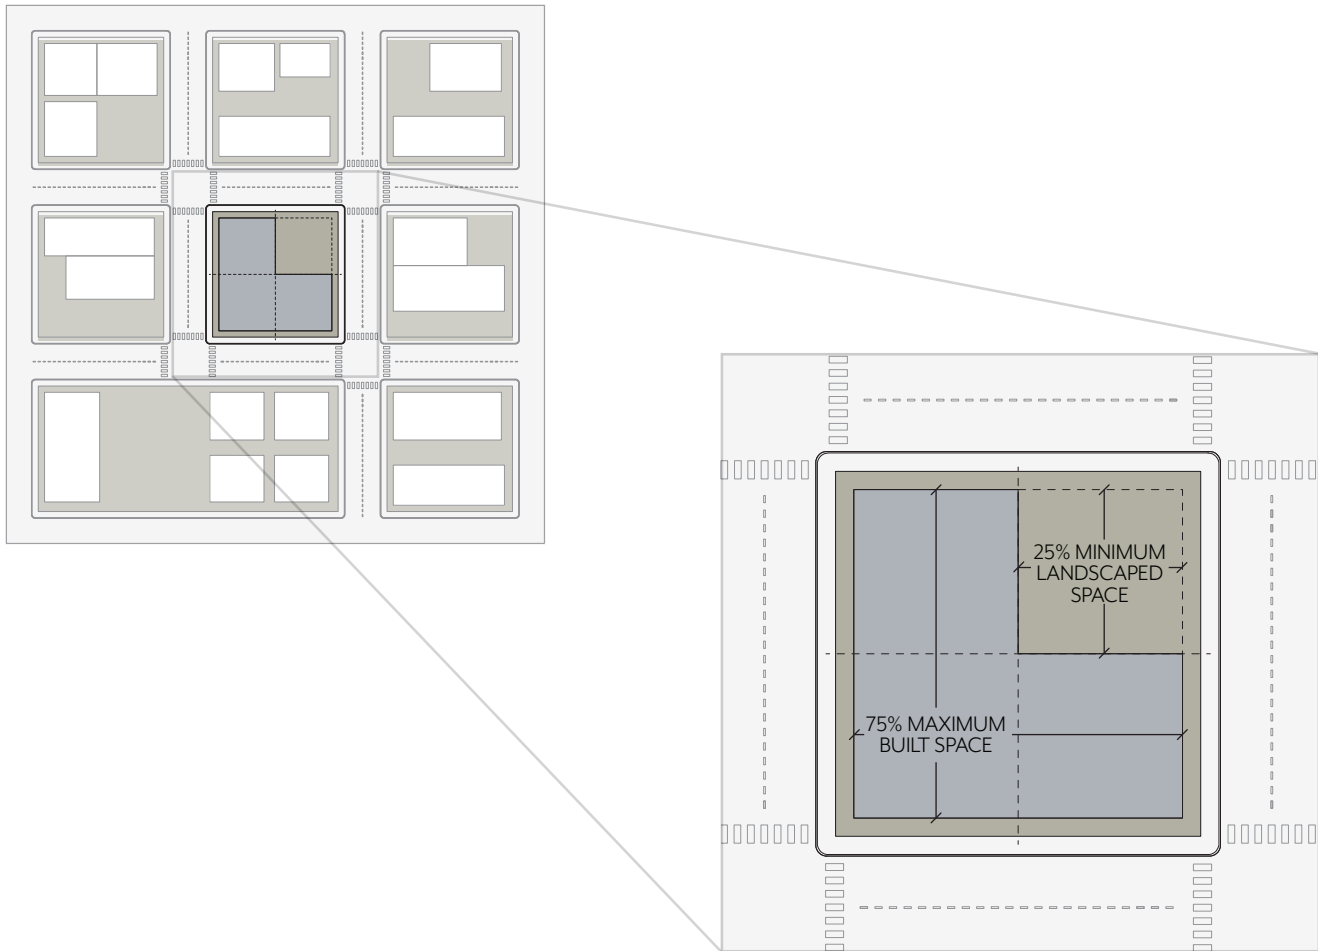 25% MINIMUM
LANDSCAPED
SPACE
75% MAXIMUM
BUILT SPACE